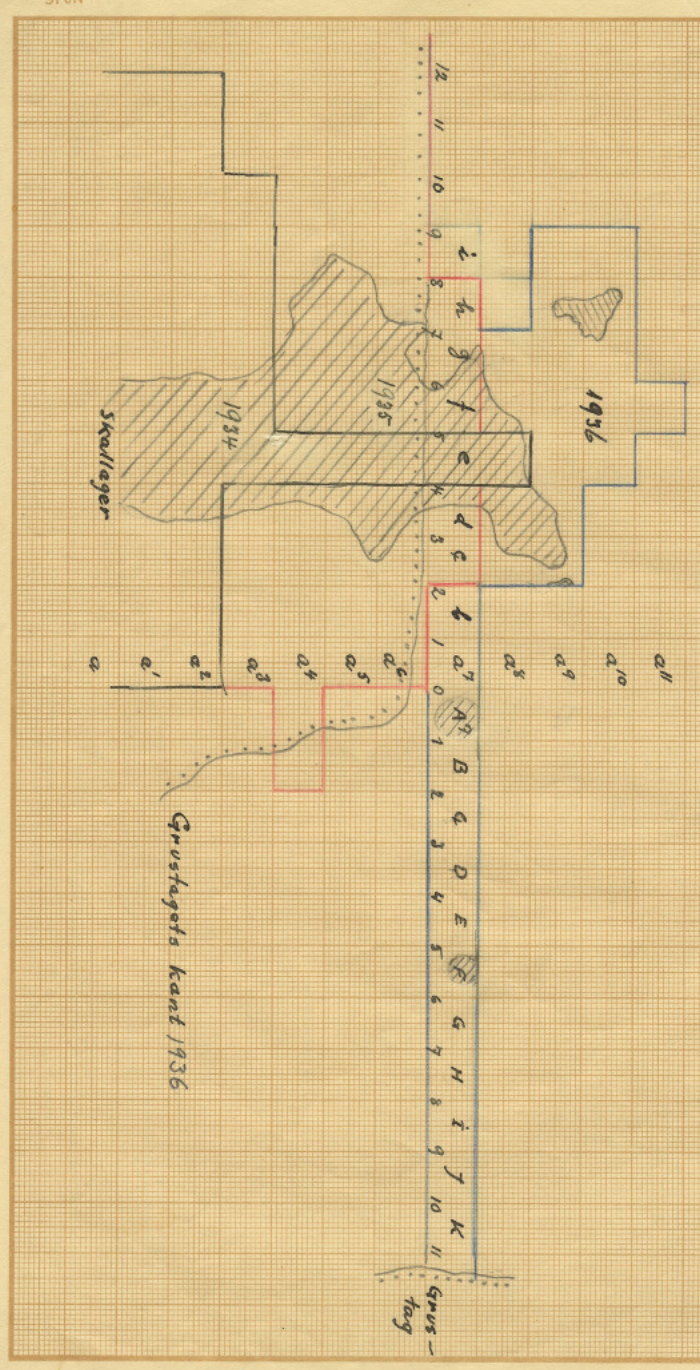 12 11 10 9 8 7 6 5 4 3 2 1 0 1 2 3 4 5 6 7 8 9 10 11
i h g f e d c b A? B C D E F G H I J K
1936
1935
1934
Skallager
a a1 a2 a3 a4 a5 a6 a7 a8 a9 a10 a11
Grustagets kant 1936
Grus-
tag